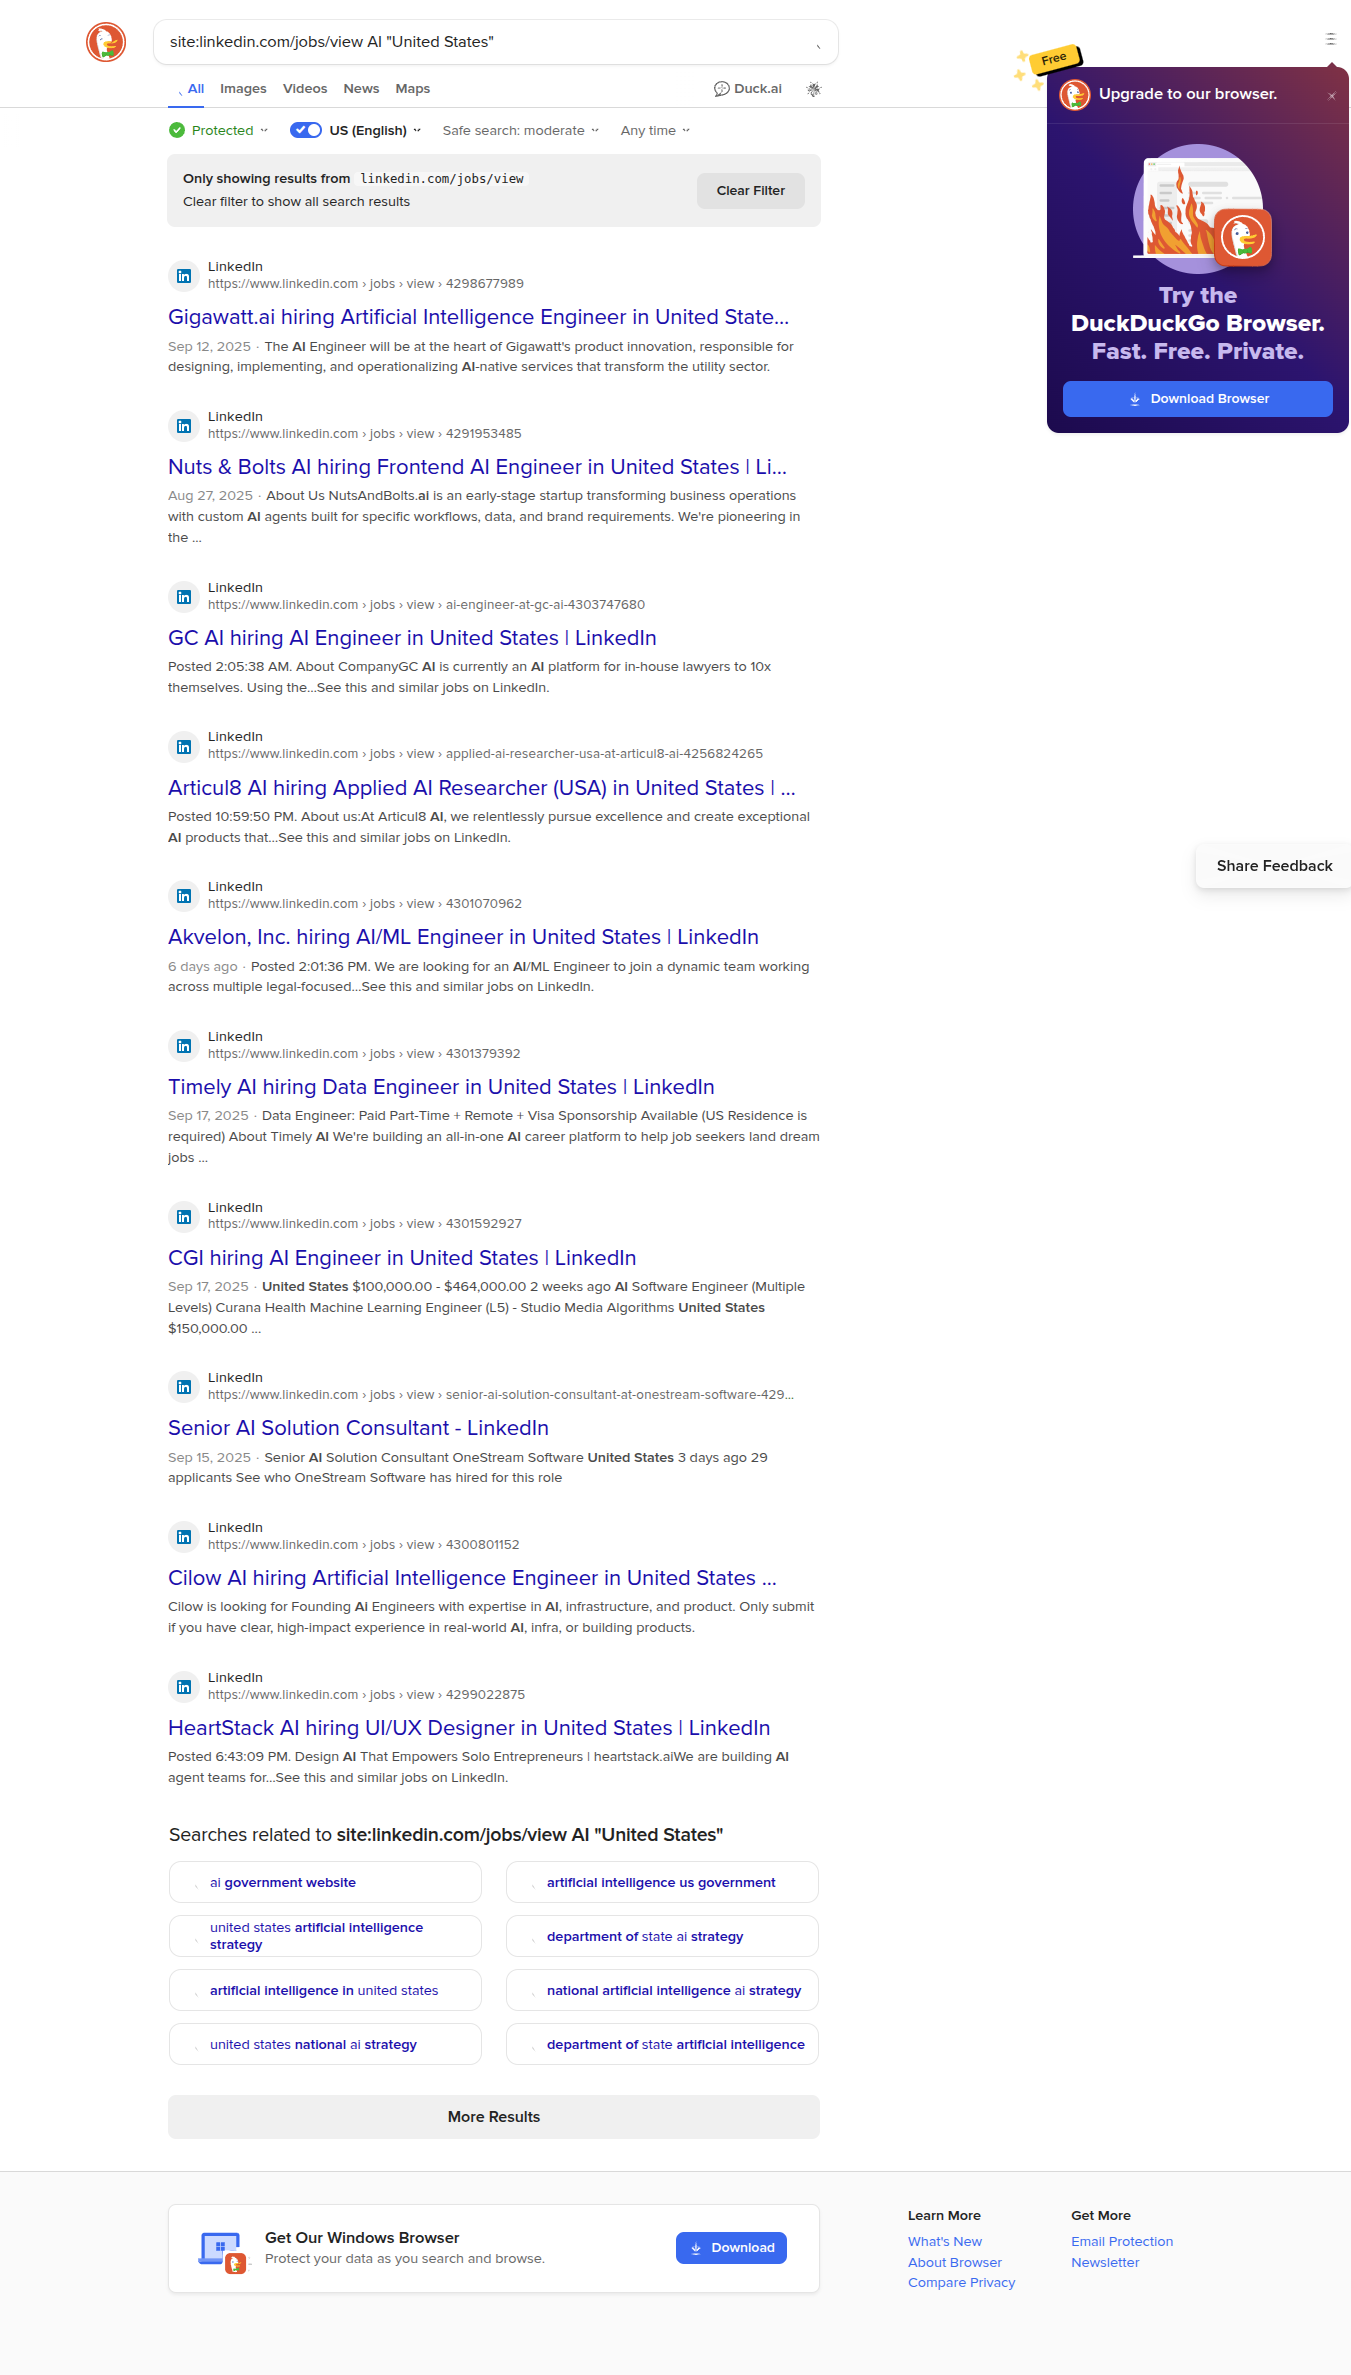 site:linkedin.com/jobs/view AI "United States"
All Images Videos News Maps Duck.ai
Protected US (English) Safe search: moderate Any time
Free
Upgrade to our browser.
Try the
DuckDuckGo Browser.
Fast. Free. Private.
Download Browser
Only showing results from linkedin.com/jobs/view
Clear filter to show all search results
Clear Filter
LinkedIn
https://www.linkedin.com › jobs › view › 4298677989
Gigawatt.ai hiring Artificial Intelligence Engineer in United State...
Sep 12, 2025 · The AI Engineer will be at the heart of Gigawatt's product innovation, responsible for
designing, implementing, and operationalizing AI-native services that transform the utility sector.
LinkedIn
https://www.linkedin.com › jobs › view › 4291953485
Nuts & Bolts AI hiring Frontend AI Engineer in United States | Li...
Aug 27, 2025 · About Us NutsAndBolts.ai is an early-stage startup transforming business operations
with custom AI agents built for specific workflows, data, and brand requirements. We're pioneering in
the ...
LinkedIn
https://www.linkedin.com › jobs › view › ai-engineer-at-gc-ai-4303747680
GC AI hiring AI Engineer in United States | LinkedIn
Posted 2:05:38 AM. About CompanyGC AI is currently an AI platform for in-house lawyers to 10x
themselves. Using the...See this and similar jobs on LinkedIn.
LinkedIn
https://www.linkedin.com › jobs › view › applied-ai-researcher-usa-at-articul8-ai-4256824265
Articul8 AI hiring Applied AI Researcher (USA) in United States | ...
Posted 10:59:50 PM. About us:At Articul8 AI, we relentlessly pursue excellence and create exceptional
AI products that...See this and similar jobs on LinkedIn.
Share Feedback
LinkedIn
https://www.linkedin.com › jobs › view › 4301070962
Akvelon, Inc. hiring AI/ML Engineer in United States | LinkedIn
6 days ago · Posted 2:01:36 PM. We are looking for an AI/ML Engineer to join a dynamic team working
across multiple legal-focused...See this and similar jobs on LinkedIn.
LinkedIn
https://www.linkedin.com › jobs › view › 4301379392
Timely AI hiring Data Engineer in United States | LinkedIn
Sep 17, 2025 · Data Engineer: Paid Part-Time + Remote + Visa Sponsorship Available (US Residence is
required) About Timely AI We're building an all-in-one AI career platform to help job seekers land dream
jobs ...
LinkedIn
https://www.linkedin.com › jobs › view › 4301592927
CGI hiring AI Engineer in United States | LinkedIn
Sep 17, 2025 · United States $100,000.00 - $464,000.00 2 weeks ago AI Software Engineer (Multiple
Levels) Curana Health Machine Learning Engineer (L5) - Studio Media Algorithms United States
$150,000.00 ...
LinkedIn
https://www.linkedin.com › jobs › view › senior-ai-solution-consultant-at-onestream-software-429...
Senior AI Solution Consultant - LinkedIn
Sep 15, 2025 · Senior AI Solution Consultant OneStream Software United States 3 days ago 29
applicants See who OneStream Software has hired for this role
LinkedIn
https://www.linkedin.com › jobs › view › 4300801152
Cilow AI hiring Artificial Intelligence Engineer in United States ...
Cilow is looking for Founding AI Engineers with expertise in AI, infrastructure, and product. Only submit
if you have clear, high-impact experience in real-world AI, infra, or building products.
LinkedIn
https://www.linkedin.com › jobs › view › 4299022875
HeartStack AI hiring UI/UX Designer in United States | LinkedIn
Posted 6:43:09 PM. Design AI That Empowers Solo Entrepreneurs | heartstack.aiWe are building AI
agent teams for...See this and similar jobs on LinkedIn.
Searches related to site:linkedin.com/jobs/view AI "United States"
ai government website
artificial intelligence us government
united states artificial intelligence
strategy
department of state ai strategy
artificial intelligence in united states
national artificial intelligence ai strategy
united states national ai strategy
department of state artificial intelligence
More Results
Get Our Windows Browser
Protect your data as you search and browse.
Download
Learn More
What's New
About Browser
Compare Privacy
Get More
Email Protection
Newsletter